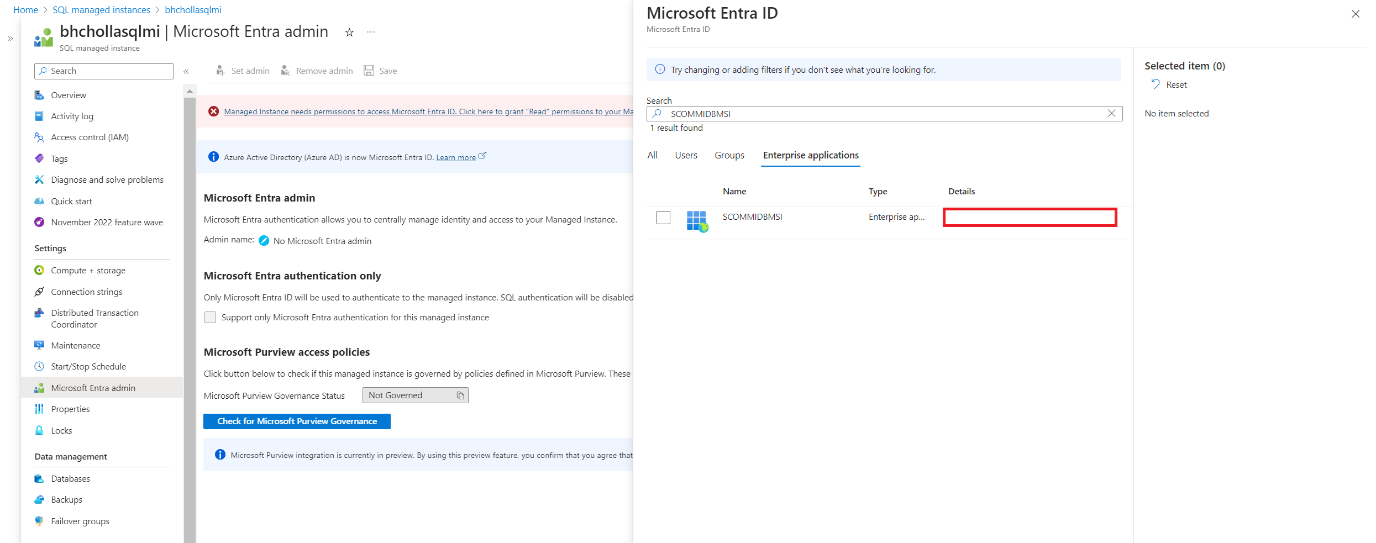 Home > SQL managed instances > bhchollasqlmi
bhchollasqlmi | Microsoft Entra admin
SQL managed instance
Search
Set admin
Remove admin
Save
Overview
Activity log
Access control (IAM)
Tags
Diagnose and solve problems
Quick start
November 2022 feature wave
Settings
Compute + storage
Connection strings
Distributed Transaction
Coordinator
Maintenance
Start/Stop Schedule
Microsoft Entra admin
Properties
Locks
Data management
Databases
Backups
Failover groups
Managed Instance needs permissions to access Microsoft Entra ID. Click here to grant "Read" permissions to your Ma
Azure Active Directory (Azure AD) is now Microsoft Entra ID. Learn more
Microsoft Entra admin
Microsoft Entra authentication allows you to centrally manage identity and access to your Managed Instance.
Admin name: No Microsoft Entra admin
Microsoft Entra authentication only
Only Microsoft Entra ID will be used to authenticate to the managed instance. SQL authentication will be disabled
Support only Microsoft Entra authentication for this managed instance
Microsoft Purview access policies
Click button below to check if this managed instance is governed by policies defined in Microsoft Purview. These
Microsoft Purview Governance Status Not Governed
Check for Microsoft Purview Governance
Microsoft Purview integration is currently in preview. By using this preview feature, you confirm that you agree that
Microsoft Entra ID
Microsoft Entra ID
Try changing or adding filters if you don't see what you're looking for.
Search
SCOMMIDBMSI
1 result found
All Users Groups Enterprise applications
Name Type Details
SCOMMIDBMSI Enterprise ap...
Selected item (0)
Reset
No item selected